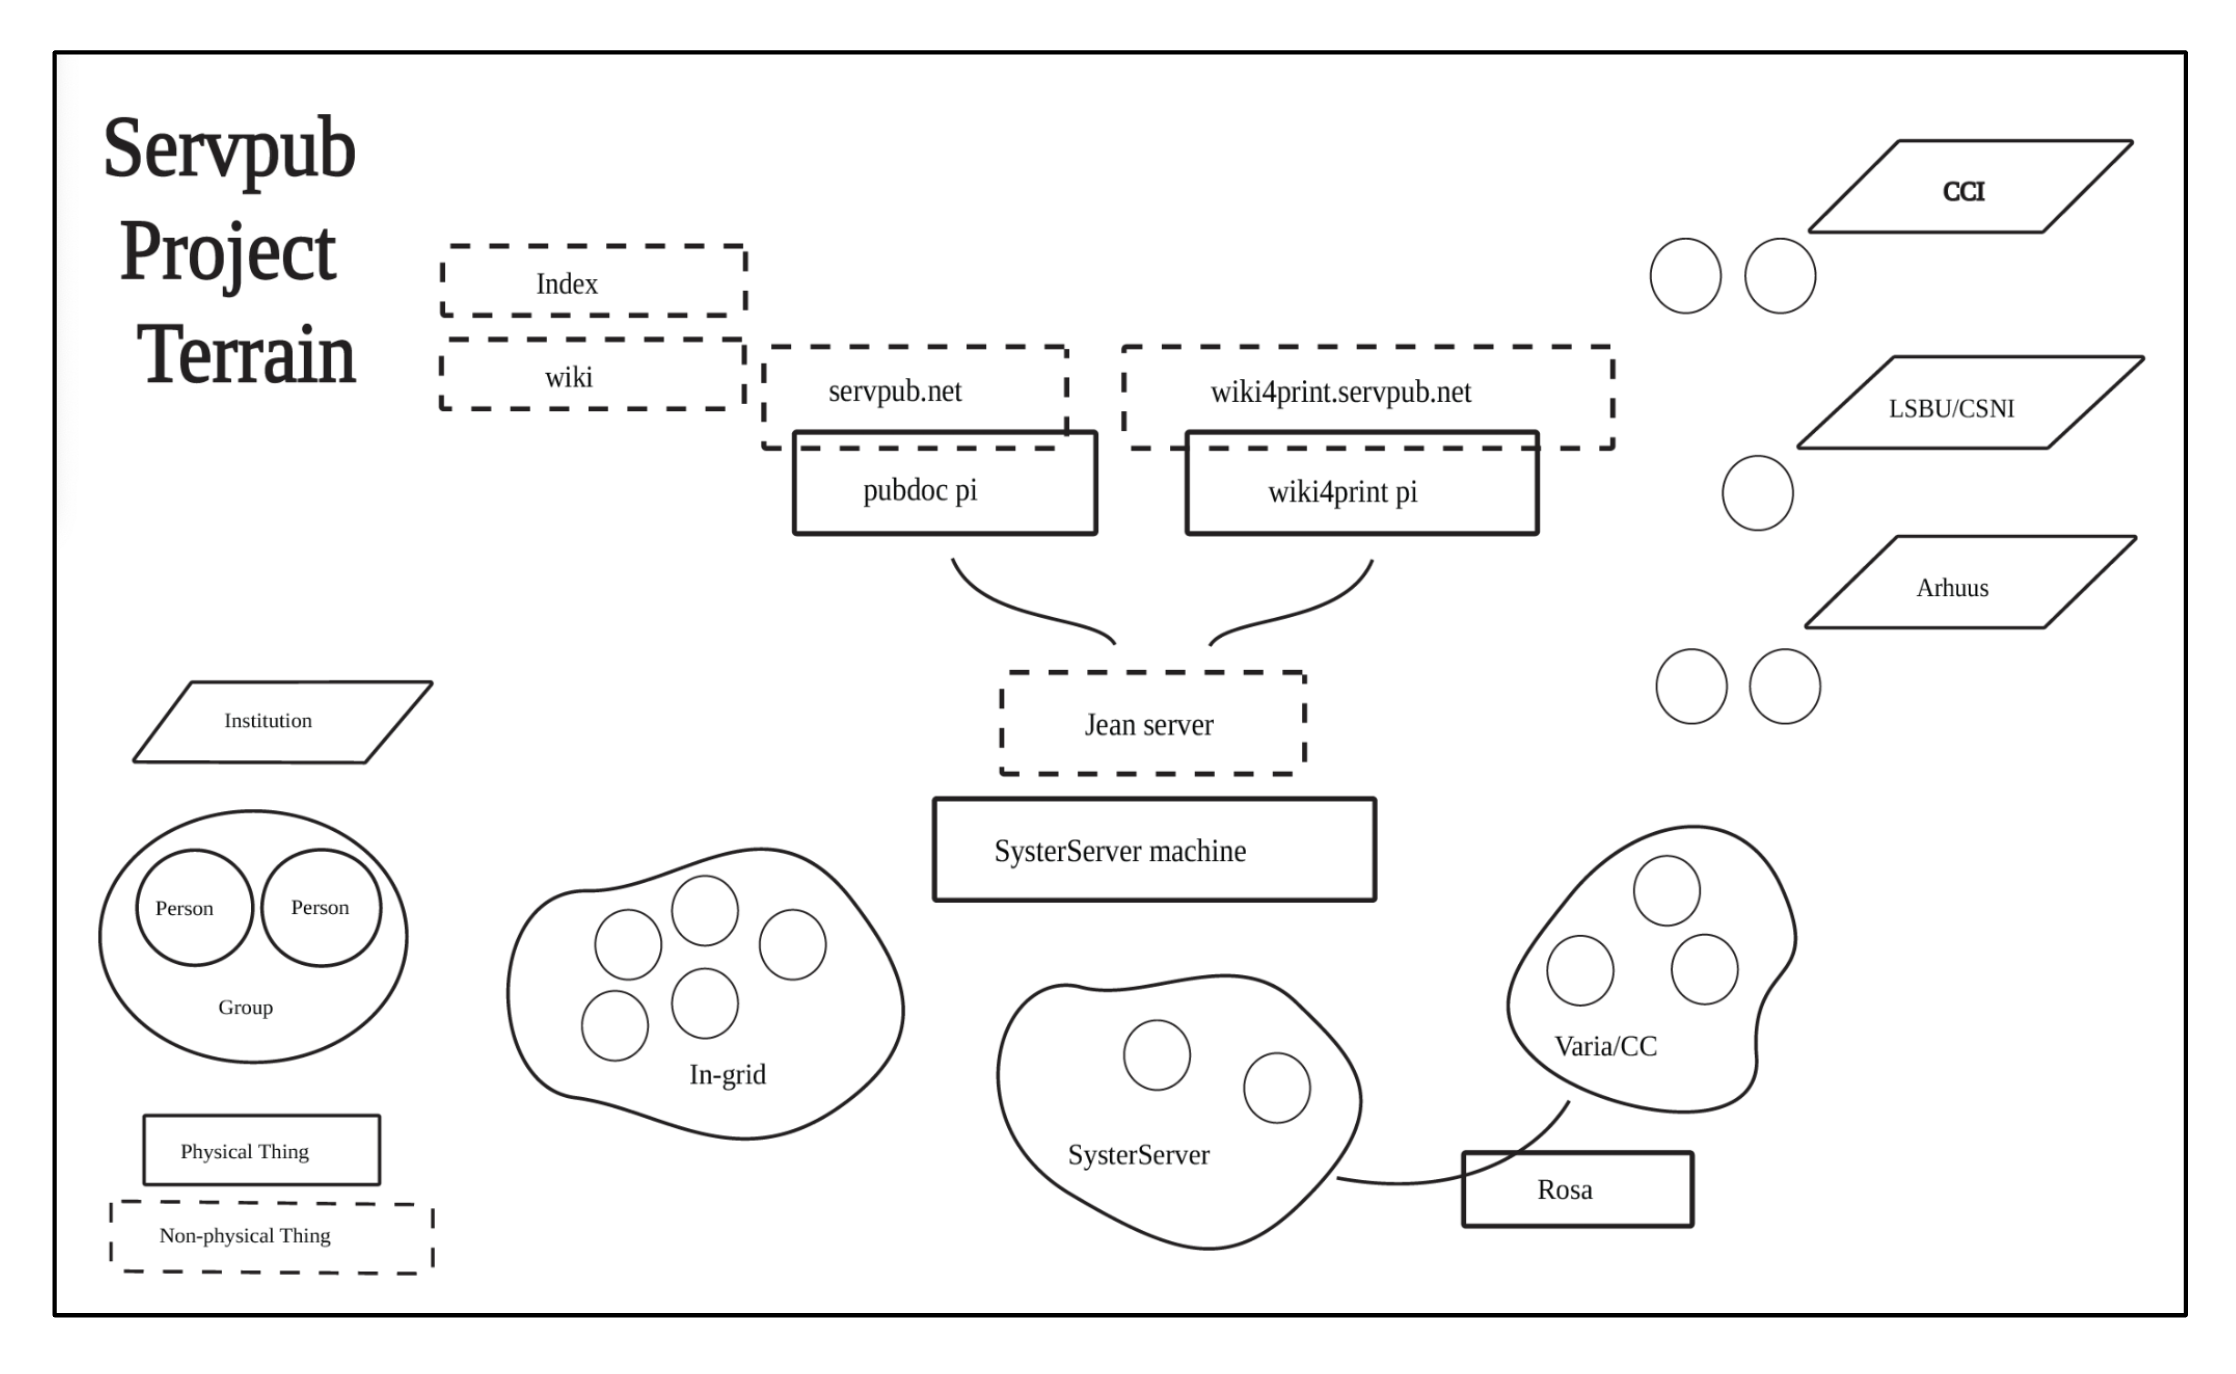 Servpub
Project
Terrain
Index
wiki
servpub.net
pubdoc pi
wiki4print.servpub.net
wiki4print pi
Jean server
SysterServer machine
CCI
LSBU/CSNI
Arhuus
Institution
Person
Person
Group
Physical Thing
Non-physical Thing
In-grid
SysterServer
Varia/CC
Rosa